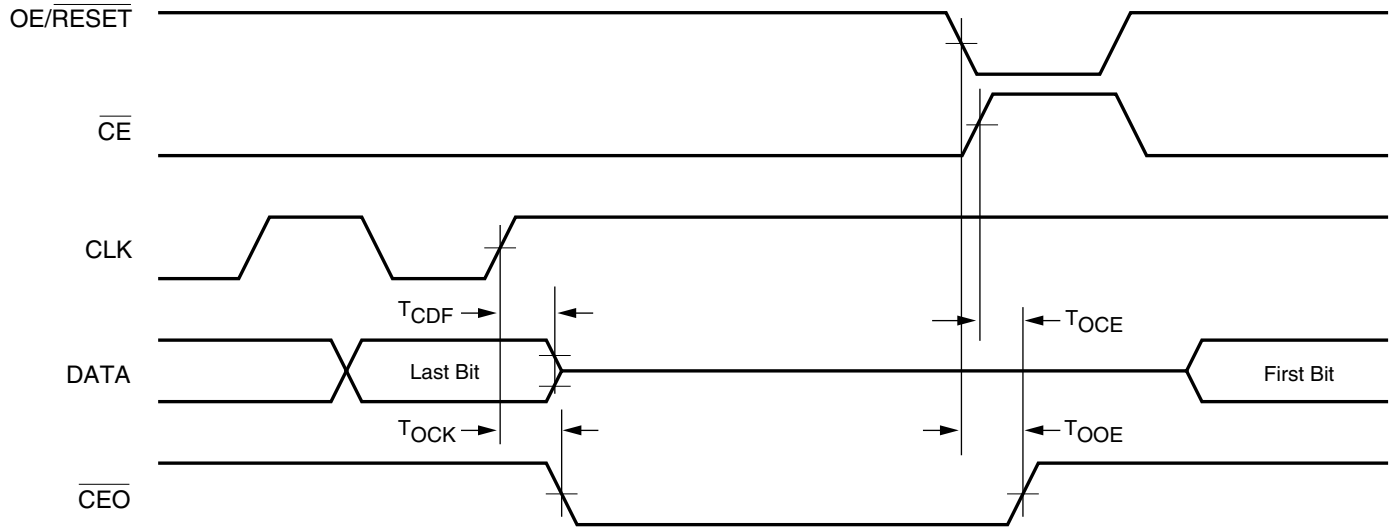 OE/RESET
CE
CLK
TCDF
TOCE
DATA
Last Bit
First Bit
TOCK
TOOE
CEO